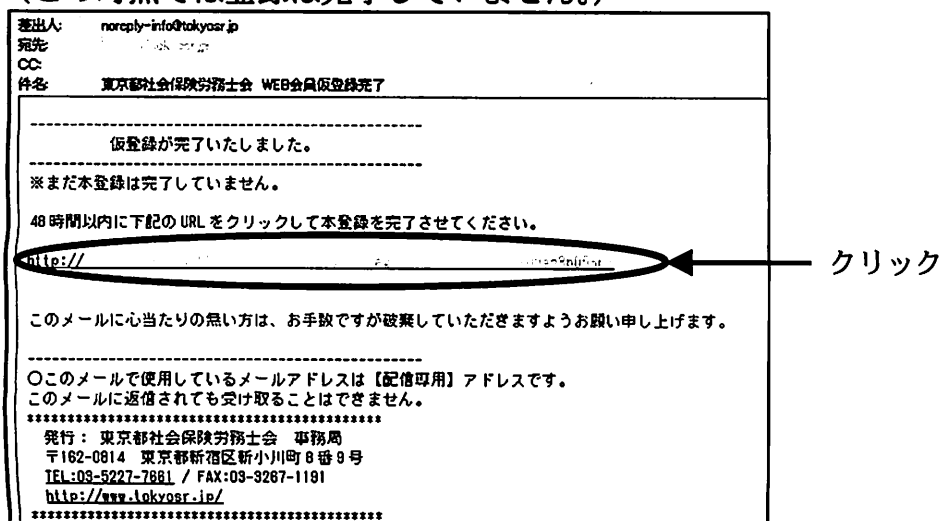 差出人: noreply-info@tokyosr.jp
宛先:
CC:
件名: 東京都社会保険労務士会 WEB会員仮登録完了
----------------------------------------------
仮登録が完了いたしました。
----------------------------------------------
※まだ本登録は完了していません。
48時間以内に下記のURLをクリックして本登録を完了させてください。
http://
クリック
このメールに心当たりの無い方は、お手数ですが破棄していただきますようお願い申し上げます。
----------------------------------------------
○このメールで使用しているメールアドレスは【配信専用】アドレスです。
このメールに返信されても受け取ることはできません。
******************************************
発行： 東京都社会保険労務士会 事務局
〒162-0814 東京都新宿区新小川町8番9号
TEL:03-5227-7661 / FAX:03-3267-1191
http://www.tokyosr.jp/
******************************************